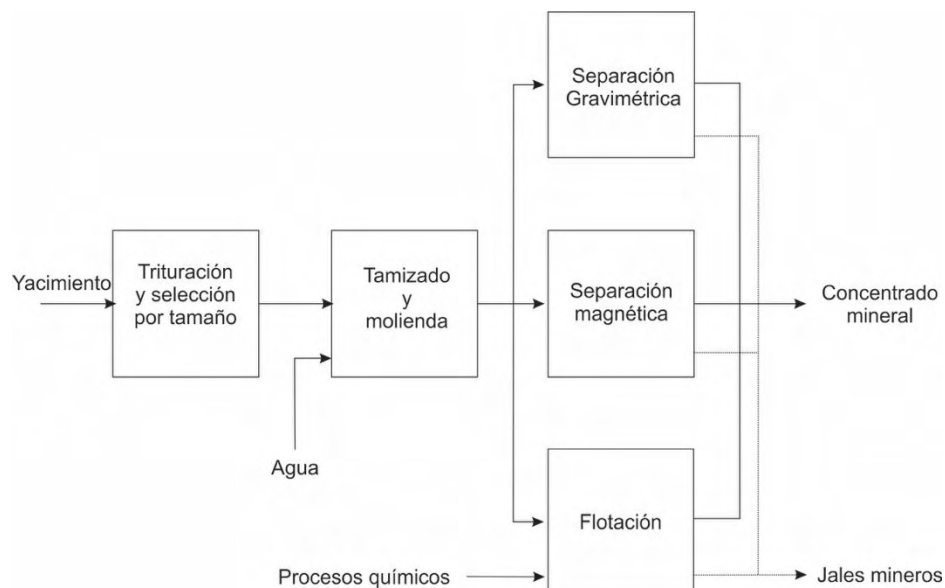 Separación
Gravimétrica
Yacimiento
Trituración
y selección
por tamaño
Tamizado
y
molienda
Separación
magnética
Concentrado
mineral
Agua
Flotación
Procesos químicos
Jales mineros